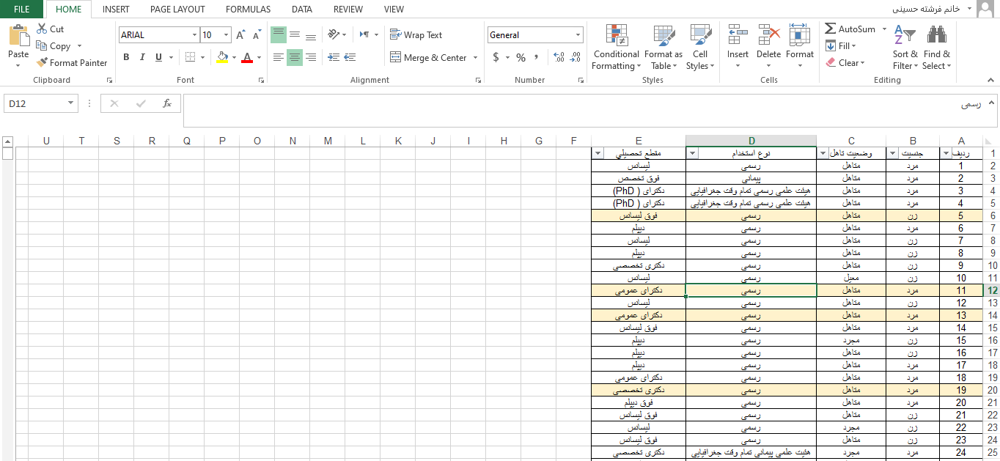 FILE HOME INSERT PAGE LAYOUT FORMULAS DATA REVIEW VIEW خانم فرشته حسینی
Paste Cut Copy Format Painter Clipboard
ARIAL 10 A A B I U A Font
Wrap Text Merge & Center Alignment
General $ % , .00 .00 Number
Conditional Formatting Format as Table Cell Styles Styles
Insert Delete Format Cells
AutoSum Fill Clear Sort & Filter Find & Select Editing
D12 fx رسمی
U T S R Q P O N M L K J I H G F E D C B A
1 ردیف جنسیت وضعیت تاهل نوع استخدام مقطع تحصیلي
2 1 مرد متاهل رسمی لیسانس
3 2 مرد متاهل پیمانی فوق تخصص
4 3 مرد متاهل هیئت علمی رسمی تمام وقت جغرافیایی دکترای ( PhD)
5 4 مرد متاهل هیئت علمی رسمی تمام وقت جغرافیایی دکترای ( PhD)
6 5 زن متاهل رسمی فوق لیسانس
7 6 مرد متاهل رسمی دیپلم
8 7 زن متاهل رسمی لیسانس
9 8 زن متاهل رسمی دیپلم
10 9 زن متاهل رسمی دکتری تخصصی
11 10 زن معیل رسمی لیسانس
12 11 مرد متاهل رسمی دکترای عمومی
13 12 زن متاهل رسمی لیسانس
14 13 مرد متاهل رسمی دکترای عمومی
15 14 مرد متاهل رسمی فوق لیسانس
16 15 زن مجرد رسمی دیپلم
17 16 زن متاهل رسمی دیپلم
18 17 مرد متاهل رسمی دیپلم
19 18 مرد متاهل رسمی دکترای عمومی
20 19 مرد متاهل رسمی دکتری تخصصی
21 20 مرد متاهل رسمی فوق دیپلم
22 21 زن متاهل رسمی فوق لیسانس
23 22 زن مجرد رسمی لیسانس
24 23 زن متاهل رسمی فوق لیسانس
25 24 مرد مجرد هئیت علمی پیمانی تمام وقت جغرافیایی دکتری تخصصی